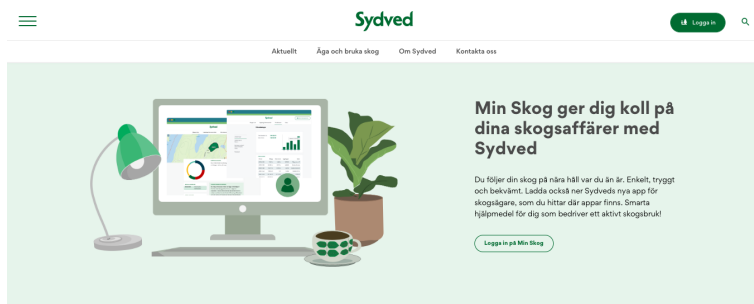 Sydved
Logga in
Aktuellt Äga och bruka skog Om Sydved Kontakta oss
Min Skog ger dig koll på
dina skogsaffärer med
Sydved
Du följer din skog på nära håll var du än är. Enkelt, tryggt
och bekvämt. Ladda också ner Sydveds nya app för
skogsägare, som du hittar där appar finns. Smarta
hjälpmedel för dig som bedriver ett aktivt skogsbruk!
Logga in på Min Skog